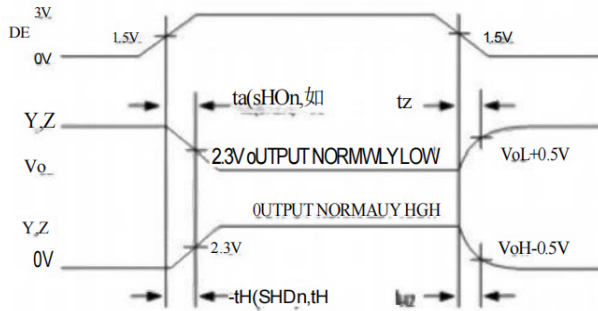 3V
DE
1.5V
1.5V
0V
ta(sHOn,如
tz
Y,Z
2.3V oUTPUT NORMWLY LOW
VoL+0.5V
Vo
0UTPUT NORMAUY HGH
Y,Z
2.3V
VoH-0.5V
0V
-tH(SHDn,tH